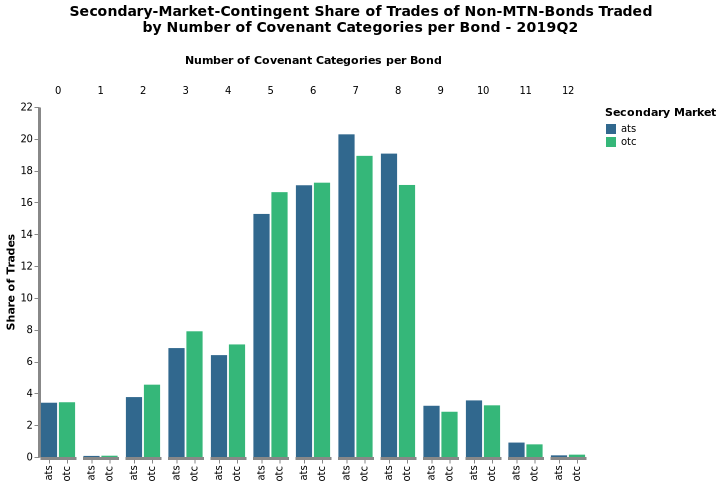 Secondary-Market-Contingent Share of Trades of Non-MTN-Bonds Traded
by Number of Covenant Categories per Bond - 2019Q2
Number of Covenant Categories per Bond
0 1 2 3 4 5 6 7 8 9 10 11 12
Secondary Market
ats
otc
Share of Trades
22
20
18
16
14
12
10
8
6
4
2
0
ats otc ats otc ats otc ats otc ats otc ats otc ats otc ats otc ats otc ats otc ats otc ats otc ats otc